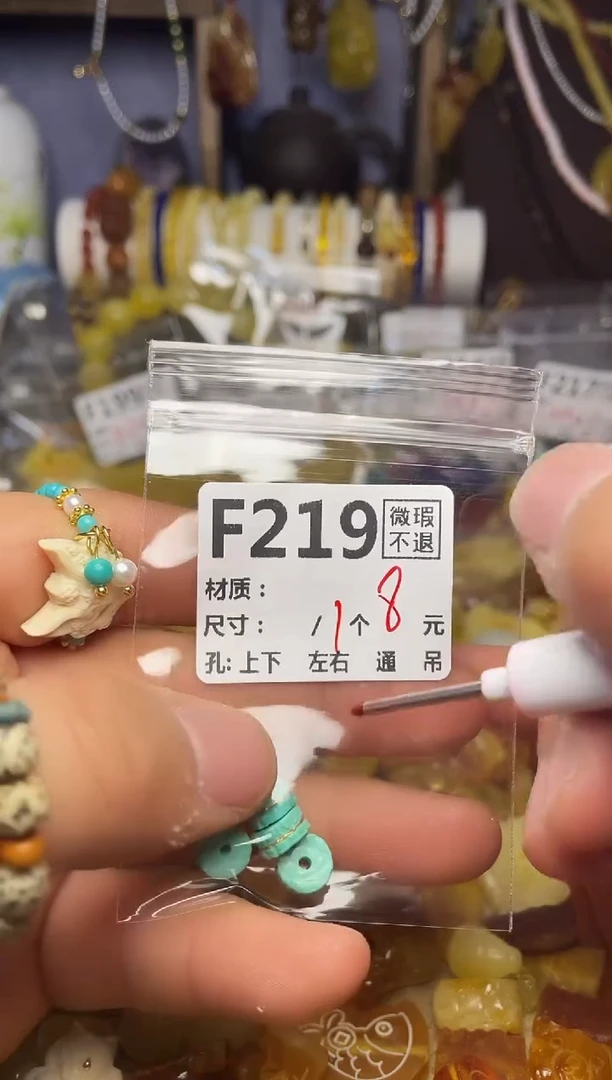 F219 微瑕
不退
材质：
尺寸： / 1个 8 元
孔: 上下 左右 通 吊